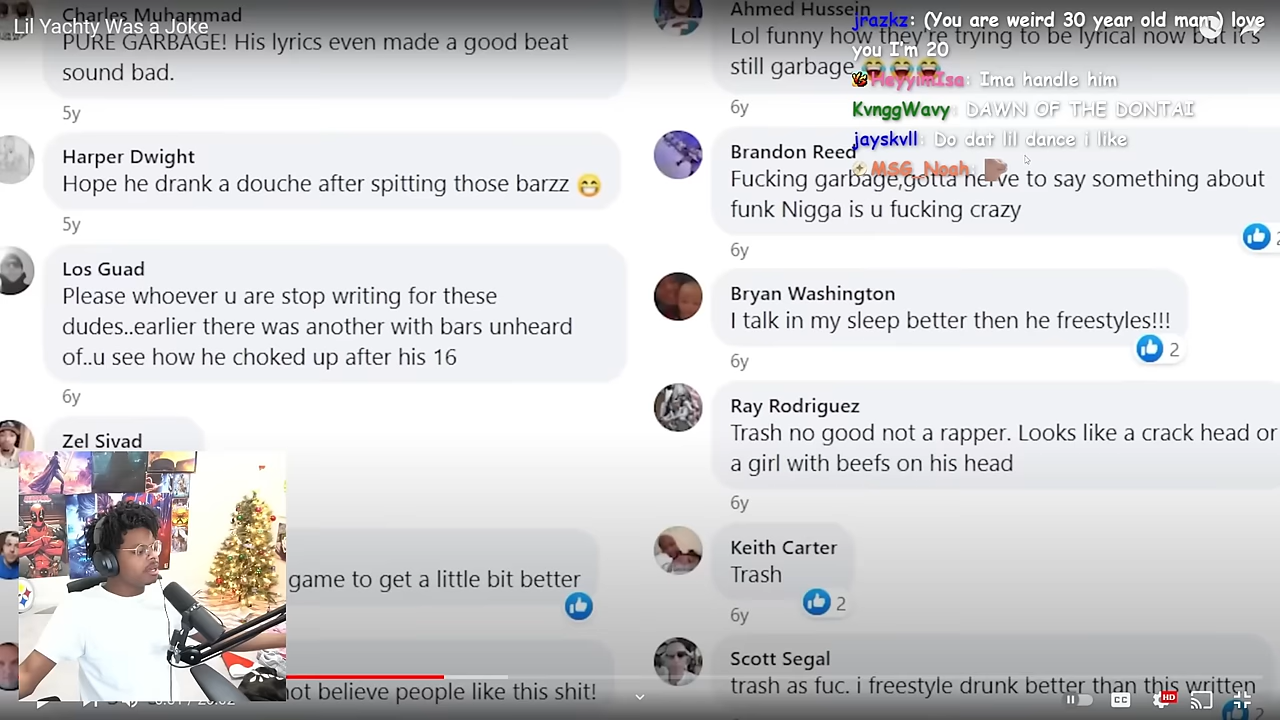 Lil Yachty Was a Joke
Charles Muhammad
PURE GARBAGE! His lyrics even made a good beat
sound bad.
5y
Harper Dwight
Hope he drank a douche after spitting those barzz 😁
5y
Los Guad
Please whoever u are stop writing for these
dudes..earlier there was another with bars unheard
of..u see how he choked up after his 16
6y
Zel Sivad
game to get a little bit better
not believe people like this shit!
Ahmed Hussein
Lol funny how they're trying to be lyrical now but it's
still garbage 😂😂😂
6y
Brandon Reed
Fucking garbage,gotta nerve to say something about
funk Nigga is u fucking crazy
6y
Bryan Washington
I talk in my sleep better then he freestyles!!!
2
6y
Ray Rodriguez
Trash no good not a rapper. Looks like a crack head or
a girl with beefs on his head
6y
Keith Carter
Trash
2
6y
Scott Segal
trash as fuc. i freestyle drunk better than this written
2
jrazkz: (You are weird 30 year old man ) love
you I'm 20
HeyyimIsa: Ima handle him
KvnggWavy: DAWN OF THE DONTAI
jayskvll: Do dat lil dance i like
MSG_Noah:
CC
HD